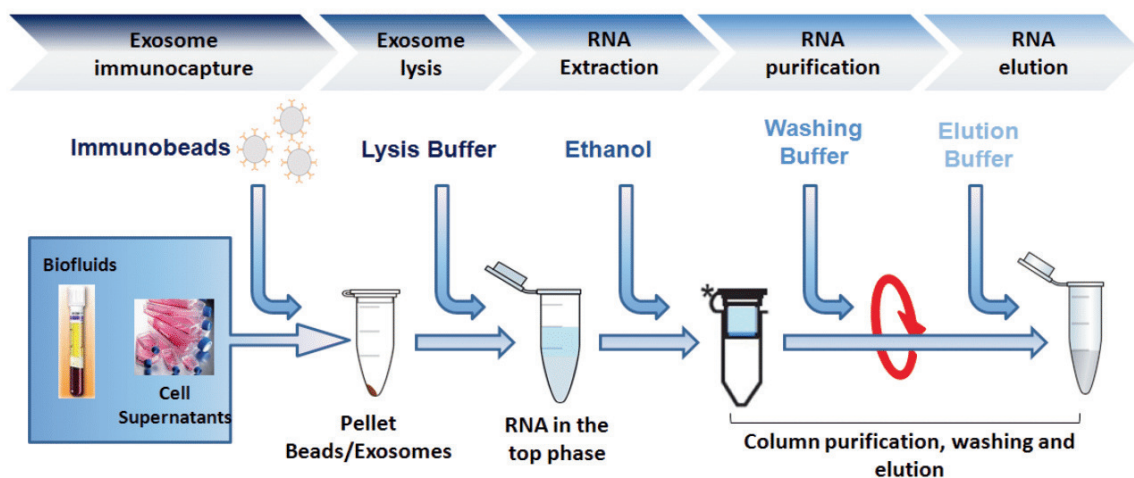 Exosome
immunocapture
Exosome
lysis
RNA
Extraction
RNA
purification
RNA
elution
Immunobeads
Lysis Buffer
Ethanol
Washing
Buffer
Elution
Buffer
Biofluids
Cell
Supernatants
*
Pellet
Beads/Exosomes
RNA in the
top phase
Column purification, washing and
elution